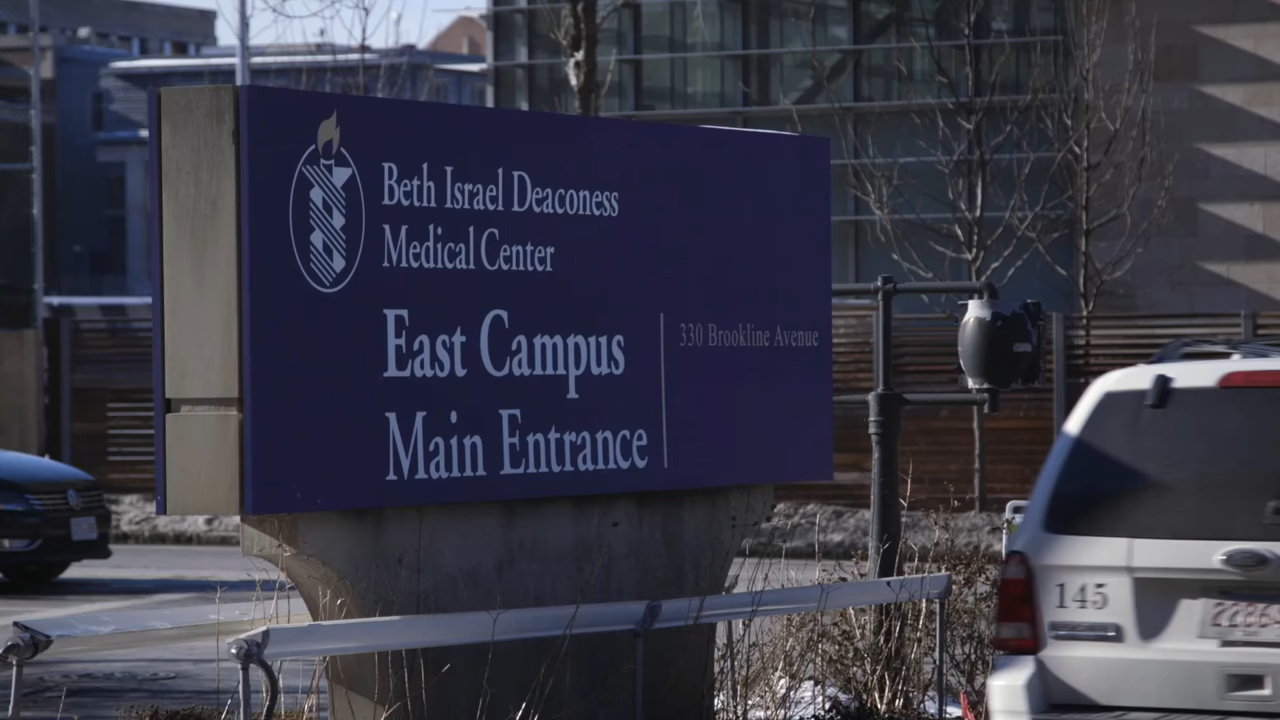 Beth Israel Deaconess
Medical Center
East Campus
Main Entrance
330 Brookline Avenue
145